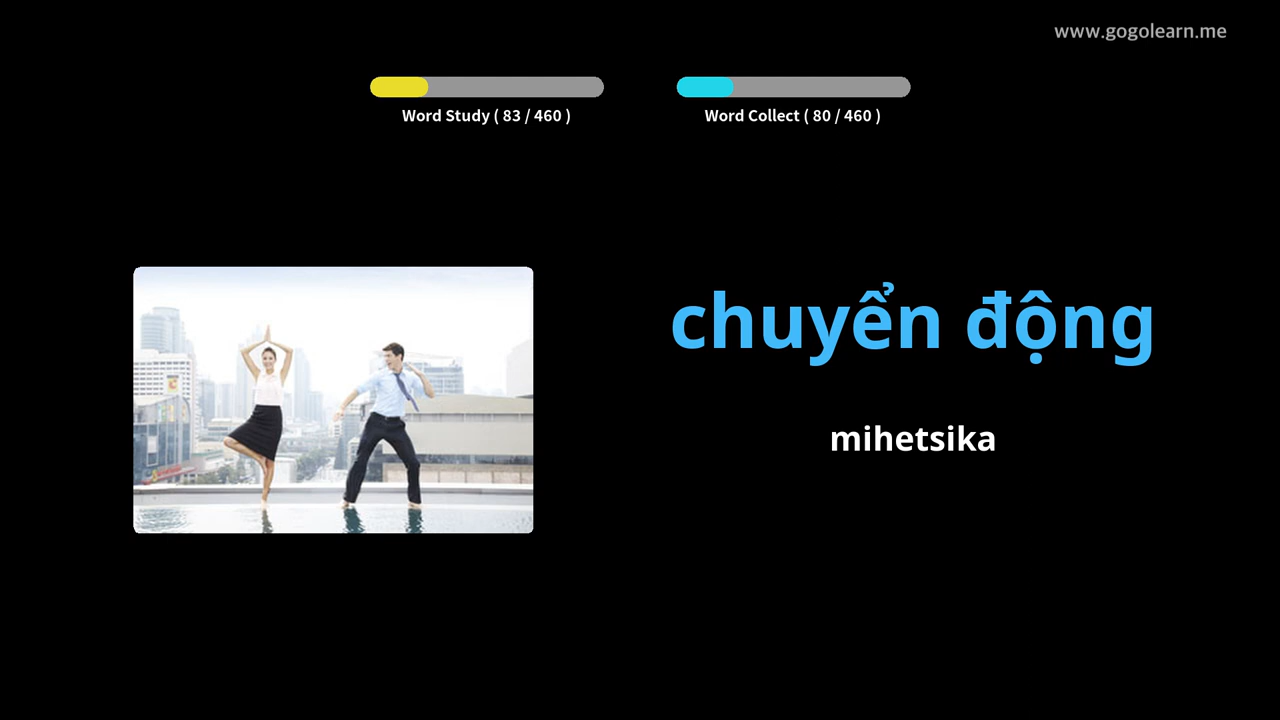 www.gogolearn.me
Word Study ( 83 / 460 )
Word Collect ( 80 / 460 )
chuyển động
mihetsika